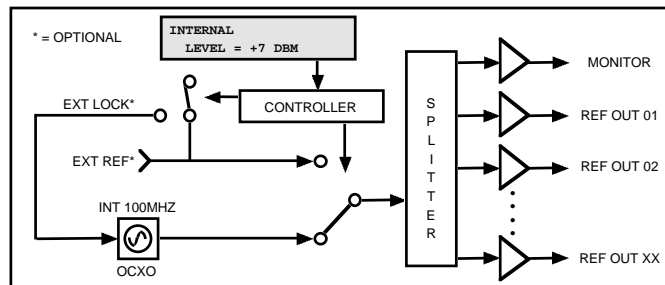 * = OPTIONAL
INTERNAL
LEVEL = +7 DBM
MONITOR
EXT LOCK*
CONTROLLER
REF OUT 01
EXT REF*
REF OUT 02
SPLITTER
INT 100MHZ
OCXO
REF OUT XX